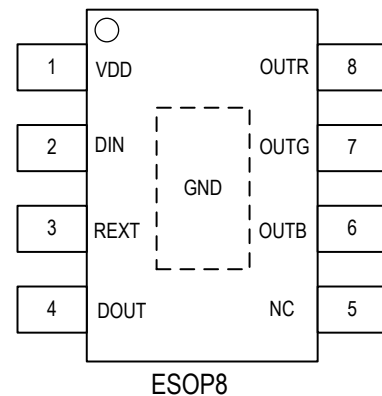 1 VDD OUTR 8
2 DIN OUTG 7
GND
3 REXT OUTB 6
4 DOUT NC 5
ESOP8